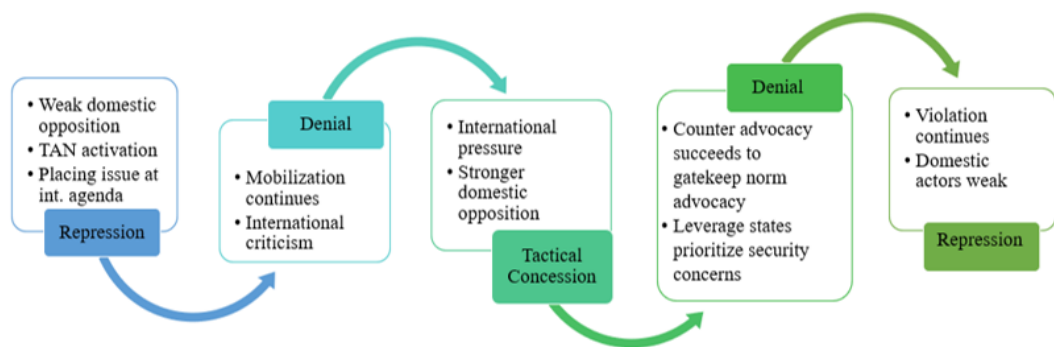 • Weak domestic
opposition
• TAN activation
• Placing issue at
int. agenda
Repression
Denial
• Mobilization
continues
• International
criticism
• International
pressure
• Stronger
domestic
opposition
Tactical
Concession
Denial
• Counter advocacy
succeeds to
gatekeep norm
advocacy
• Leverage states
prioritize security
concerns
• Violation
continues
• Domestic
actors weak
Repression